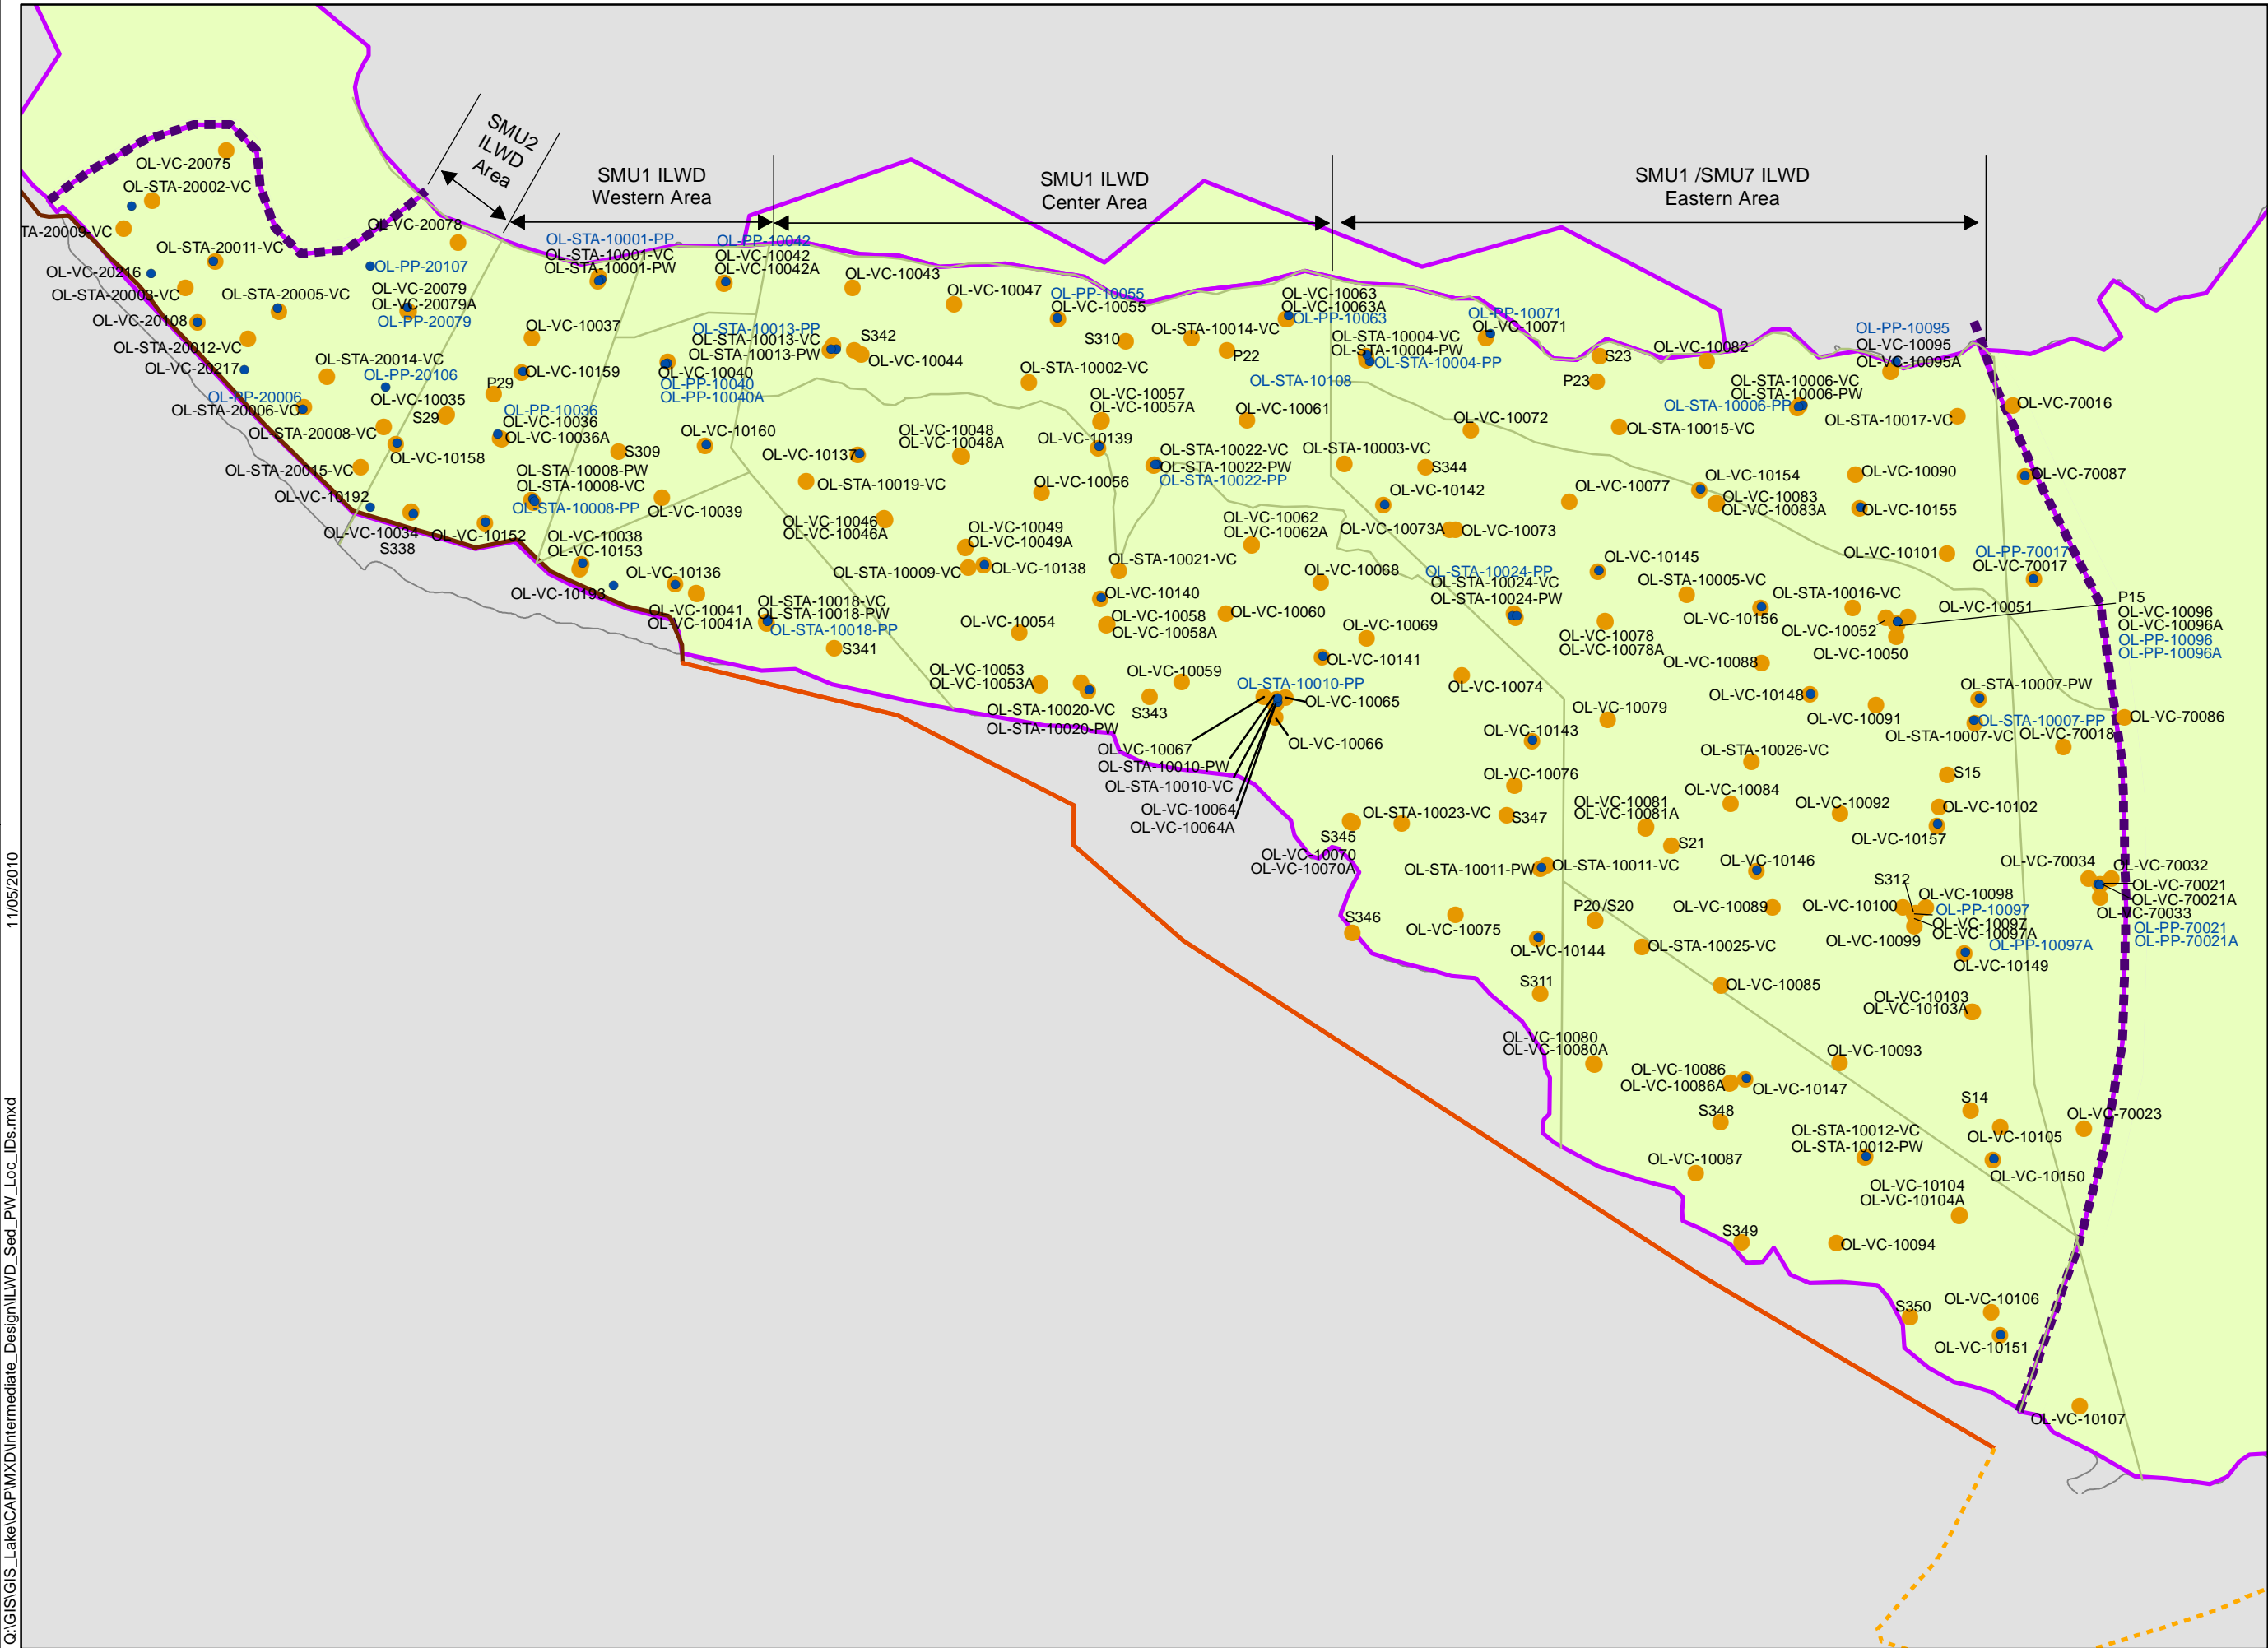 SMU2
ILWD
Area
SMU1 ILWD
Western Area
SMU1 ILWD
Center Area
SMU1 /SMU7 ILWD
Eastern Area
OL-VC-20075
OL-STA-20002-VC
TA-20009-VC
OL-STA-20011-VC
OL-VC-20216
OL-STA-20003-VC
OL-STA-20005-VC
OL-VC-20108
OL-STA-20012-VC
OL-VC-20217
OL-PP-20006
OL-STA-20006-VC
OL-STA-20008-VC
OL-STA-20015-VC
OL-VC-20078
OL-PP-20107
OL-VC-20079
OL-VC-20079A
OL-PP-20079
OL-STA-20014-VC
OL-PP-20106
OL-VC-10035
S29
P29
OL-VC-10158
OL-VC-10192
OL-VC-10034
S338
OL-VC-10152
OL-STA-10001-PP
OL-STA-10001-VC
OL-STA-10001-PW
OL-VC-10037
OL-VC-10159
OL-PP-10036
OL-VC-10036
OL-VC-10036A
S309
OL-STA-10008-PW
OL-STA-10008-VC
OL-STA-10008-PP
OL-VC-10038
OL-VC-10153
OL-VC-10193
OL-VC-10136
OL-VC-10041
OL-VC-10041A
OL-VC-10039
OL-VC-10160
OL-VC-10040
OL-PP-10040
OL-PP-10040A
OL-PP-10042
OL-VC-10042
OL-VC-10042A
OL-STA-10013-PP
OL-STA-10013-VC
OL-STA-10013-PW
OL-VC-10043
S342
OL-VC-10044
OL-VC-10047
OL-VC-10137
OL-STA-10019-VC
OL-VC-10046
OL-VC-10046A
OL-VC-10048
OL-VC-10048A
OL-VC-10049
OL-VC-10049A
OL-STA-10009-VC
OL-VC-10138
OL-STA-10018-VC
OL-STA-10018-PW
OL-STA-10018-PP
S341
OL-VC-10054
OL-VC-10053
OL-VC-10053A
OL-STA-10020-VC
OL-STA-10020-PW
OL-PP-10055
OL-VC-10055
S310
OL-STA-10002-VC
OL-VC-10057
OL-VC-10057A
OL-VC-10139
OL-VC-10056
OL-STA-10014-VC
P22
OL-STA-10108
OL-VC-10061
OL-STA-10022-VC
OL-STA-10022-PW
OL-STA-10022-PP
OL-VC-10062
OL-VC-10062A
OL-STA-10021-VC
OL-VC-10140
OL-VC-10058
OL-VC-10058A
OL-VC-10060
OL-VC-10059
S343
OL-STA-10010-PP
OL-VC-10065
OL-VC-10066
OL-VC-10067
OL-STA-10010-PW
OL-STA-10010-VC
OL-VC-10064
OL-VC-10064A
OL-VC-10063
OL-VC-10063A
OL-PP-10063
OL-STA-10004-VC
OL-STA-10004-PW
OL-STA-10004-PP
OL-PP-10071
OL-VC-10071
S23
P23
OL-VC-10072
OL-STA-10015-VC
OL-STA-10003-VC
S344
OL-VC-10142
OL-VC-10073A
OL-VC-10073
OL-VC-10077
OL-VC-10068
OL-VC-10069
OL-VC-10141
OL-STA-10024-PP
OL-STA-10024-VC
OL-STA-10024-PW
OL-VC-10145
OL-VC-10078
OL-VC-10078A
OL-VC-10074
OL-VC-10079
OL-VC-10143
OL-VC-10076
S347
OL-STA-10023-VC
S345
OL-VC-10070
OL-VC-10070A
OL-STA-10011-PW
OL-STA-10011-VC
S346
OL-VC-10075
OL-VC-10144
S311
OL-VC-10080
OL-VC-10080A
P20/S20
OL-STA-10025-VC
OL-VC-10081
OL-VC-10081A
S21
OL-VC-10082
OL-PP-10095
OL-VC-10095
OL-VC-10095A
OL-STA-10006-VC
OL-STA-10006-PW
OL-STA-10006-PP
OL-STA-10017-VC
OL-VC-70016
OL-VC-10154
OL-VC-10083
OL-VC-10083A
OL-VC-10090
OL-VC-10155
OL-VC-70087
OL-VC-10101
OL-PP-70017
OL-VC-70017
OL-STA-10005-VC
OL-VC-10156
OL-STA-10016-VC
OL-VC-10051
OL-VC-10052
OL-VC-10050
P15
OL-VC-10096
OL-VC-10096A
OL-PP-10096
OL-PP-10096A
OL-VC-10088
OL-VC-10148
OL-VC-10091
OL-STA-10007-PW
OL-STA-10007-PP
OL-STA-10007-VC
OL-VC-70018
OL-VC-70086
OL-STA-10026-VC
OL-VC-10084
OL-VC-10092
S15
OL-VC-10102
OL-VC-10157
OL-VC-10146
OL-VC-10089
OL-VC-10100
S312
OL-VC-10098
OL-PP-10097
OL-VC-10097
OL-VC-10097A
OL-VC-10099
OL-PP-10097A
OL-VC-10149
OL-VC-70034
OL-VC-70032
OL-VC-70021
OL-VC-70021A
OL-VC-70033
OL-PP-70021
OL-PP-70021A
OL-VC-10085
OL-VC-10103
OL-VC-10103A
OL-VC-10093
OL-VC-10086
OL-VC-10086A
OL-VC-10147
S348
OL-VC-10087
S14
OL-VC-10105
OL-VC-70023
OL-STA-10012-VC
OL-STA-10012-PW
OL-VC-10150
OL-VC-10104
OL-VC-10104A
S349
OL-VC-10094
S350
OL-VC-10106
OL-VC-10151
OL-VC-10107
11/05/2010
Q:\GIS\GIS_Lake\CAP\MXD\Intermediate_Design\ILWD_Sed_PW_Loc_IDs.mxd